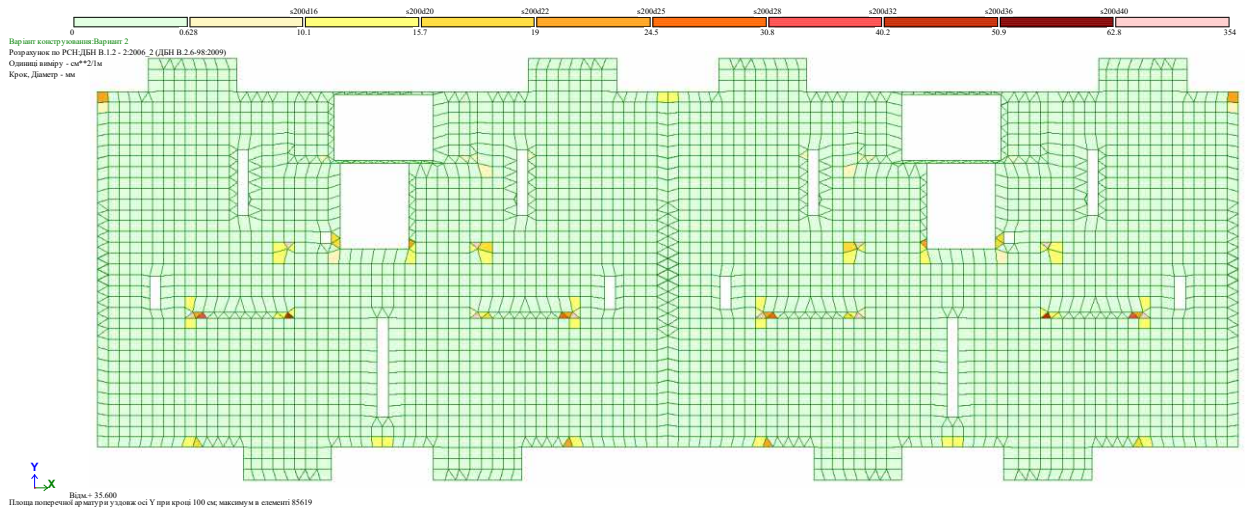 s200d16 s200d20 s200d22 s200d25 s200d28 s200d32 s200d36 s200d40
0 0.628 10.1 15.7 19 24.5 30.8 40.2 50.9 62.8 354
Варіант конструювання:Варіант 2
Розрахунок по РСН:ДБН В.1.2 - 2:2006_2 (ДБН В.2.6-98:2009)
Одиниці виміру - см**2/1м
Крок, Діаметр - мм
Y
X
Відм.+ 35.600
Площа поперечної арматури уздовж осі Y при кроці 100 см; максимум в елементі 85619